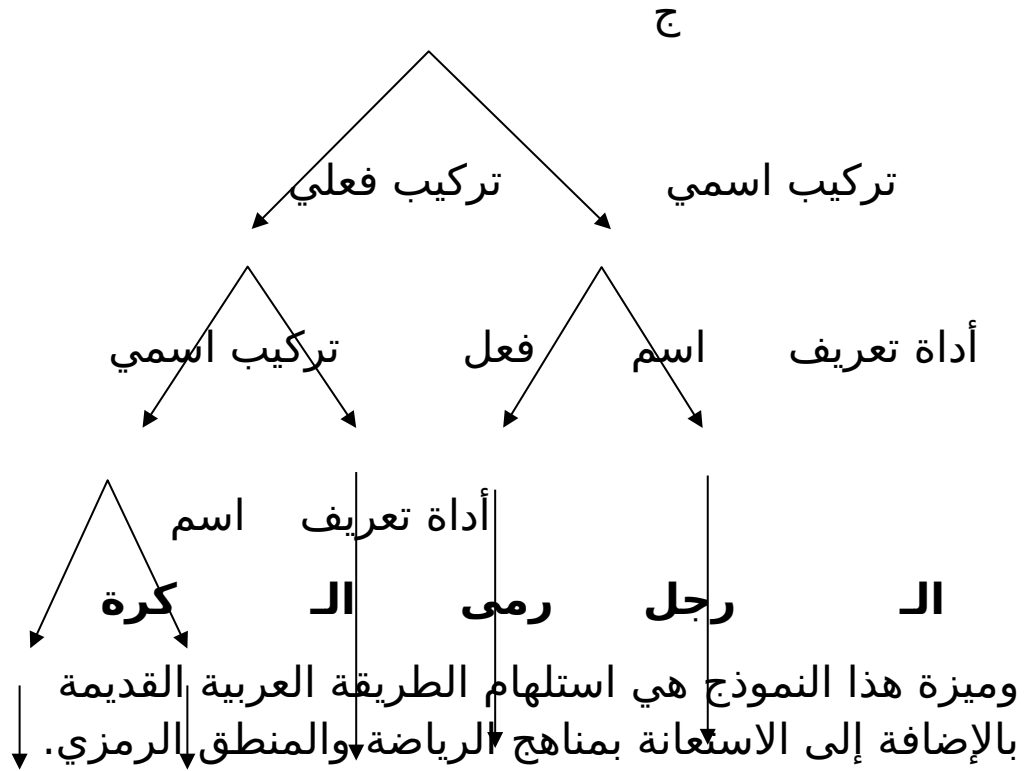 ج
تركيب اسمي تركيب فعلي
أداة تعريف اسم فعل تركيب اسمي
أداة تعريف اسم
الـ رجل رمى الـ كرة
وميزة هذا النموذج هي استلهام الطريقة العربية القديمة
بالإضافة إلى الاستعانة بمناهج الرياضة والمنطق الرمزي.